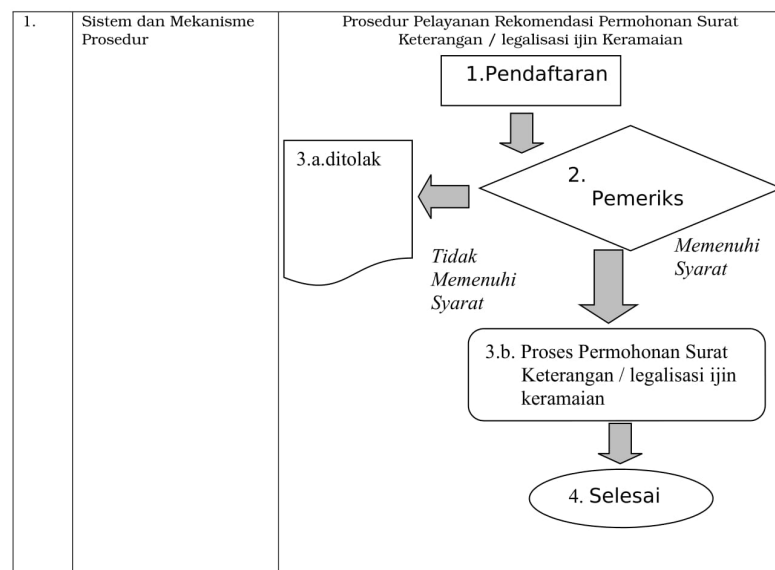 1.
Sistem dan Mekanisme
Prosedur
Prosedur Pelayanan Rekomendasi Permohonan Surat
Keterangan / legalisasi ijin Keramaian
1.Pendaftaran
2.
Pemeriks
3.a.ditolak
Tidak
Memenuhi
Syarat
Memenuhi
Syarat
3.b. Proses Permohonan Surat
Keterangan / legalisasi ijin
keramaian
4. Selesai